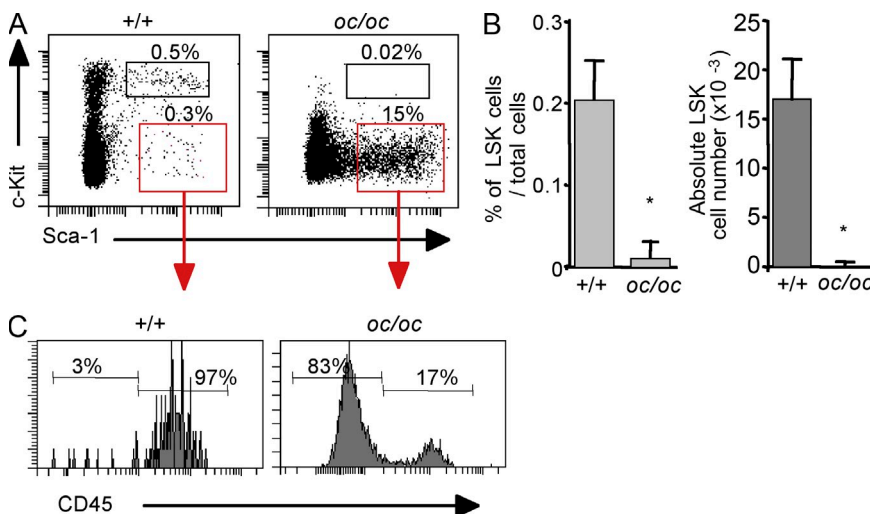 A
+/+
oc/oc
0.5%
0.02%
0.3%
15%
c-Kit
Sca-1
B
0.3
0.2
0.1
0
% of LSK cells
/ total cells
*
+/+
oc/oc
25
20
15
10
5
0
Absolute LSK
cell number (x10 -3)
*
+/+
oc/oc
C
+/+
oc/oc
3%
97%
83%
17%
CD45